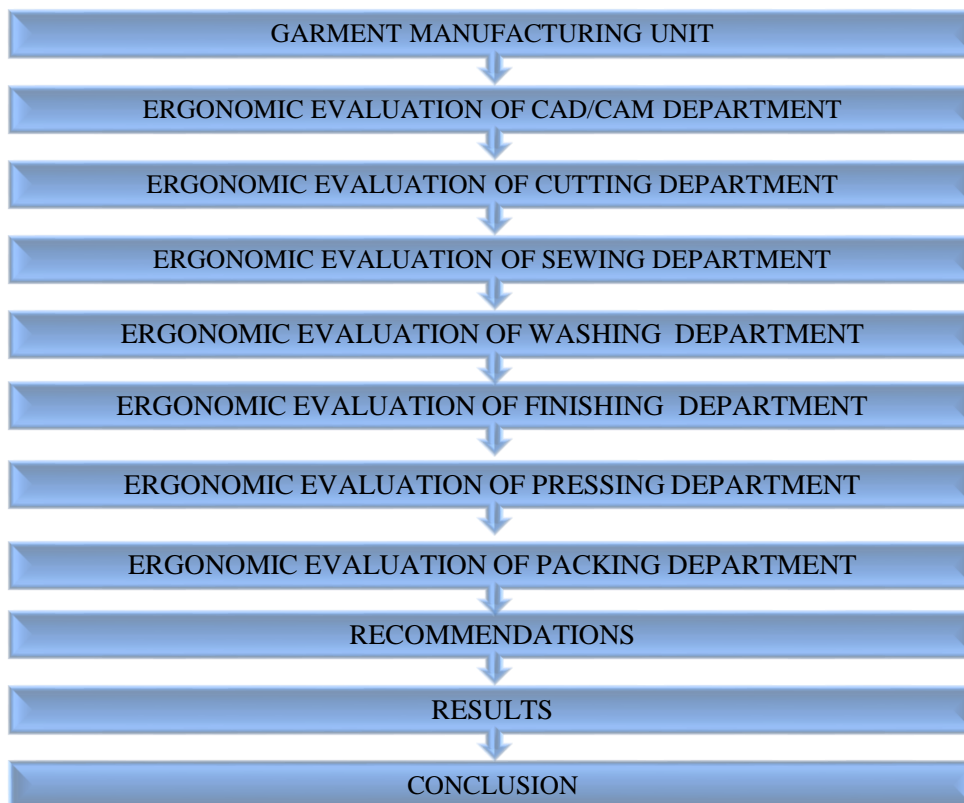 GARMENT MANUFACTURING UNIT
ERGONOMIC EVALUATION OF CAD/CAM DEPARTMENT
ERGONOMIC EVALUATION OF CUTTING DEPARTMENT
ERGONOMIC EVALUATION OF SEWING DEPARTMENT
ERGONOMIC EVALUATION OF WASHING DEPARTMENT
ERGONOMIC EVALUATION OF FINISHING DEPARTMENT
ERGONOMIC EVALUATION OF PRESSING DEPARTMENT
ERGONOMIC EVALUATION OF PACKING DEPARTMENT
RECOMMENDATIONS
RESULTS
CONCLUSION